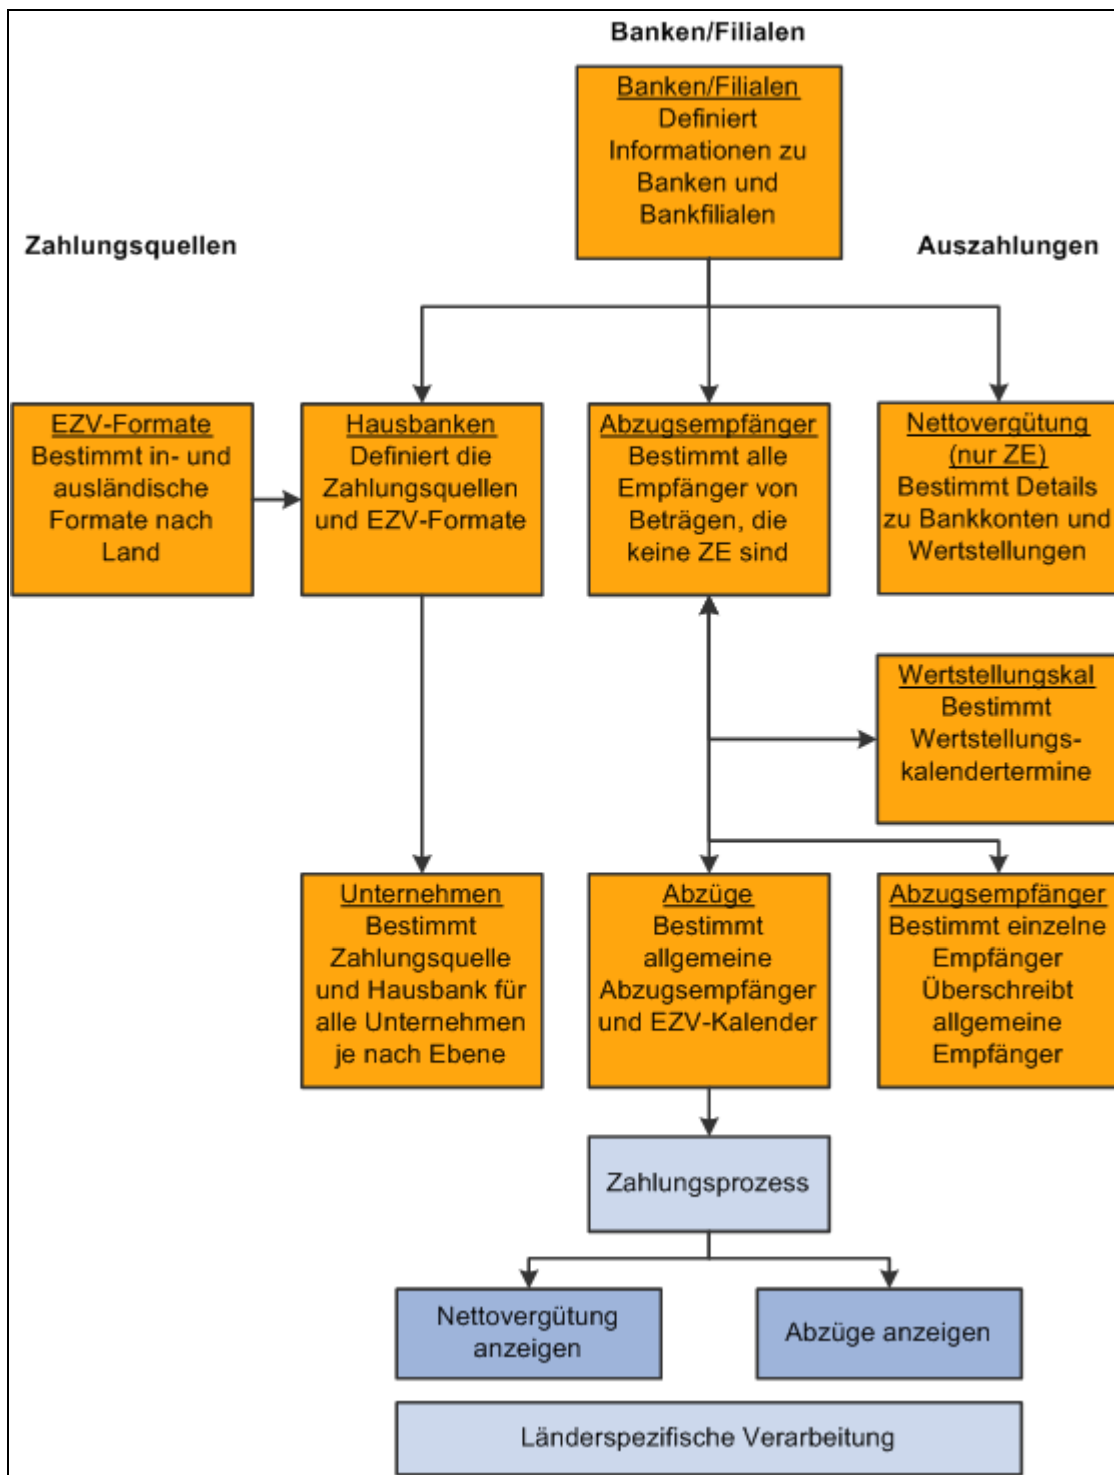 Banken/Filialen
Banken/Filialen
Definiert
Informationen zu
Banken und
Bankfilialen
Zahlungsquellen
Auszahlungen
EZV-Formate
Bestimmt in- und
ausländische
Formate nach
Land
Hausbanken
Definiert die
Zahlungsquellen
und EZV-Formate
Abzugsempfänger
Bestimmt alle
Empfänger von
Beträgen, die
keine ZE sind
Nettovergütung
(nur ZE)
Bestimmt Details
zu Bankkonten und
Wertstellungen
Wertstellungskal
Bestimmt
Wertstellungs-
kalendertermine
Unternehmen
Bestimmt
Zahlungsquelle
und Hausbank für
alle Unternehmen
je nach Ebene
Abzüge
Bestimmt
allgemeine
Abzugsempfänger
und EZV-Kalender
Abzugsempfänger
Bestimmt einzelne
Empfänger
Überschreibt
allgemeine
Empfänger
Zahlungsprozess
Nettovergütung
anzeigen
Abzüge anzeigen
Länderspezifische Verarbeitung